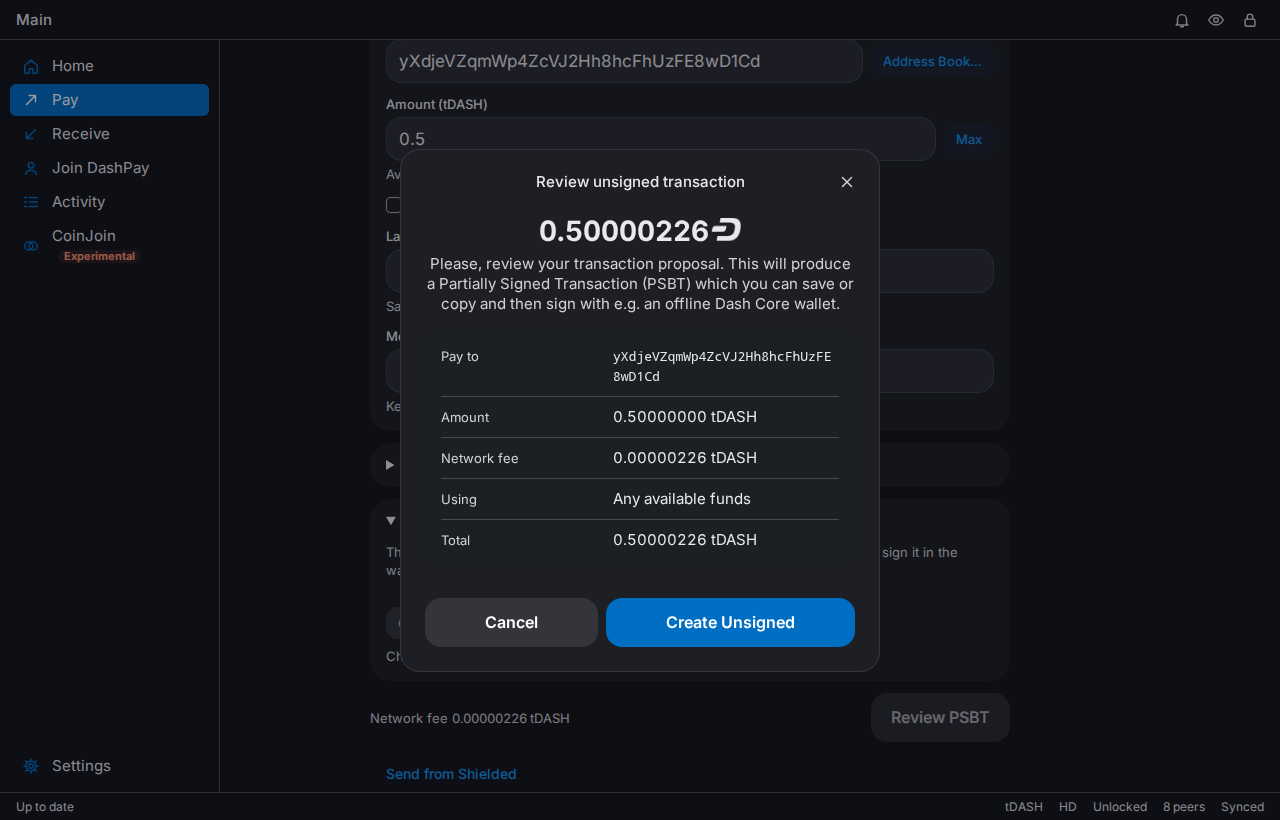 Main
Home
Pay
Receive
Join DashPay
Activity
CoinJoin
Experimental
Settings
yXdjeVZqmWp4ZcVJ2Hh8hcFhUzFE8wD1Cd
Address Book...
Amount (tDASH)
0.5
Max
Review unsigned transaction
0.50000226
Please, review your transaction proposal. This will produce
a Partially Signed Transaction (PSBT) which you can save or
copy and then sign with e.g. an offline Dash Core wallet.
Pay to
yXdjeVZqmWp4ZcVJ2Hh8hcFhUzFE
8wD1Cd
Amount
0.50000000 tDASH
Network fee
0.00000226 tDASH
Using
Any available funds
Total
0.50000226 tDASH
Cancel
Create Unsigned
sign it in the
Network fee 0.00000226 tDASH
Review PSBT
Send from Shielded
Up to date
tDASH
HD
Unlocked
8 peers
Synced